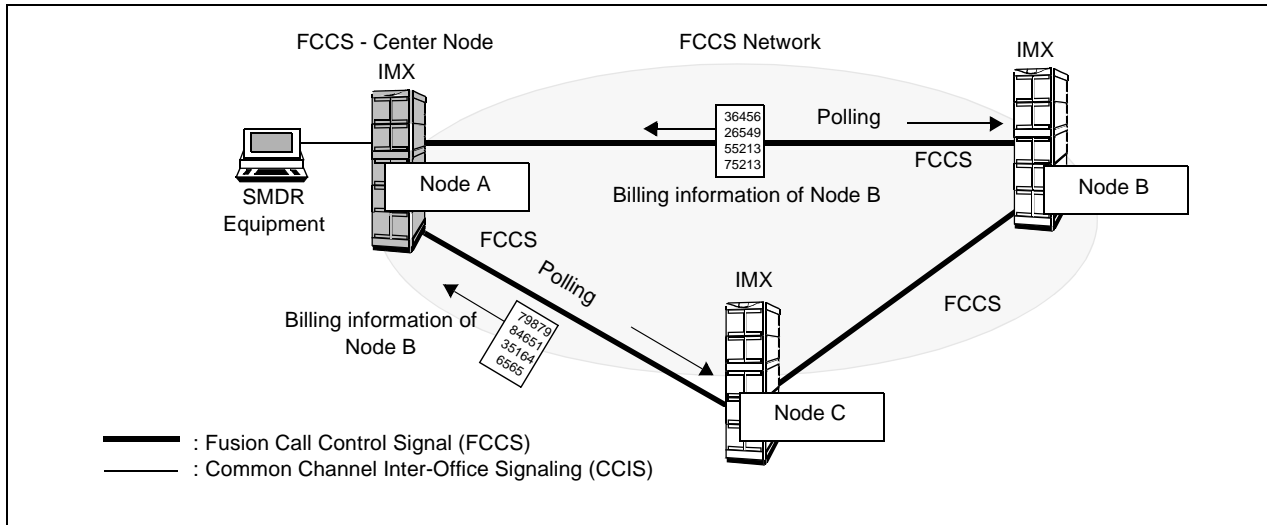 FCCS - Center Node
FCCS Network
IMX
IMX
36456
26549
55213
75213
Polling
FCCS
Node A
Node B
SMDR
Equipment
Billing information of Node B
FCCS
Polling
IMX
FCCS
Billing information of
Node B
79879
84651
35164
6565
Node C
: Fusion Call Control Signal (FCCS)
: Common Channel Inter-Office Signaling (CCIS)